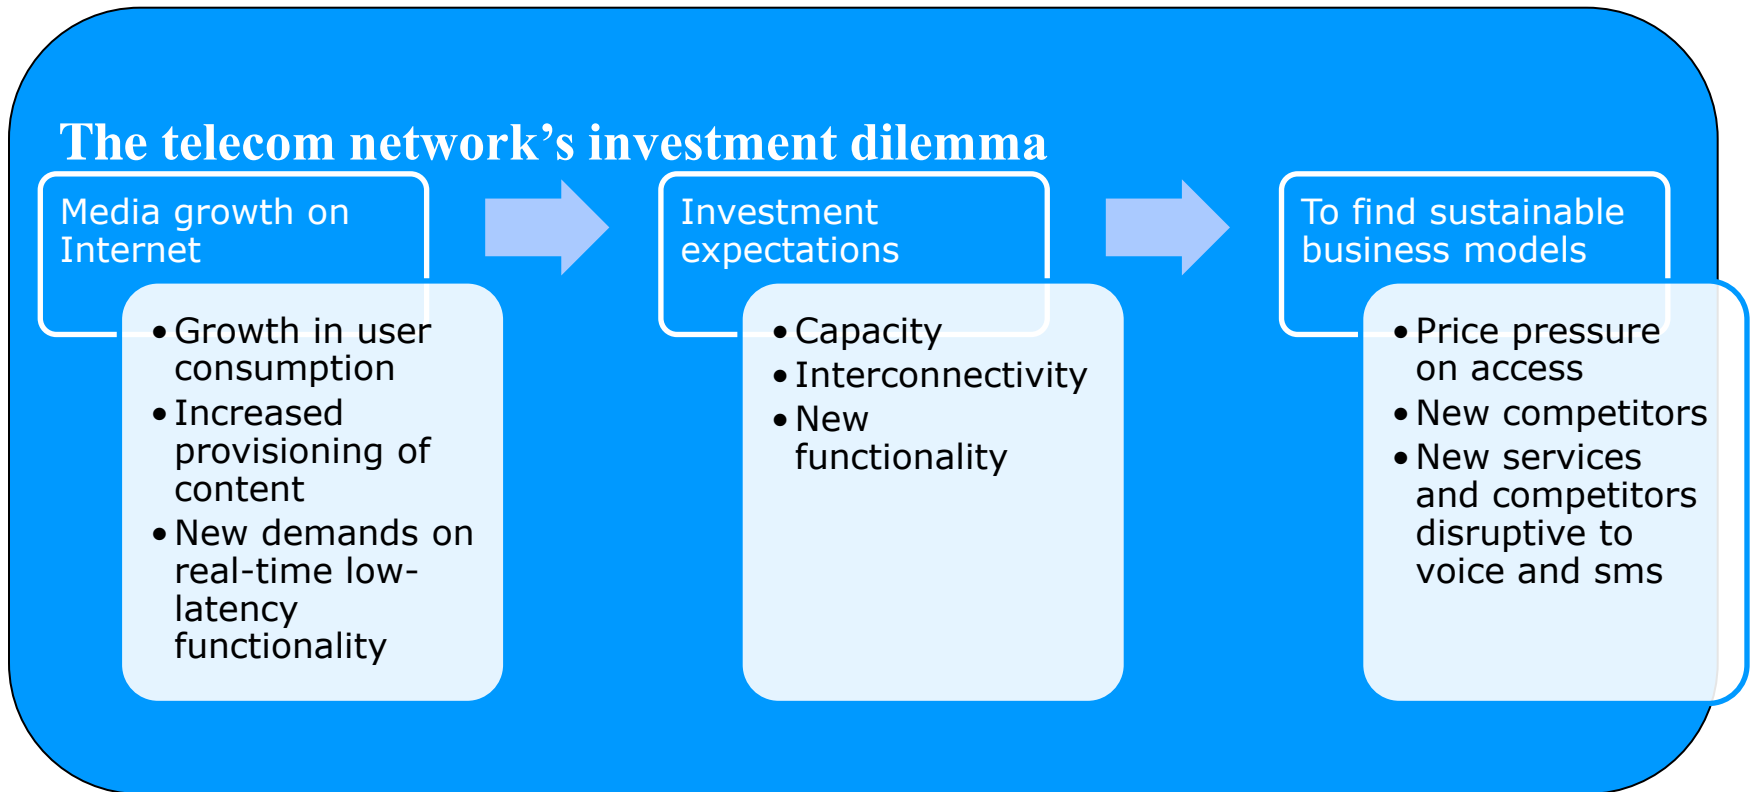 The telecom network’s investment dilemma
Media growth on
Internet
• Growth in user
consumption
• Increased
provisioning of
content
• New demands on
real-time low-
latency
functionality
Investment
expectations
• Capacity
• Interconnectivity
• New
functionality
To find sustainable
business models
• Price pressure
on access
• New competitors
• New services
and competitors
disruptive to
voice and sms